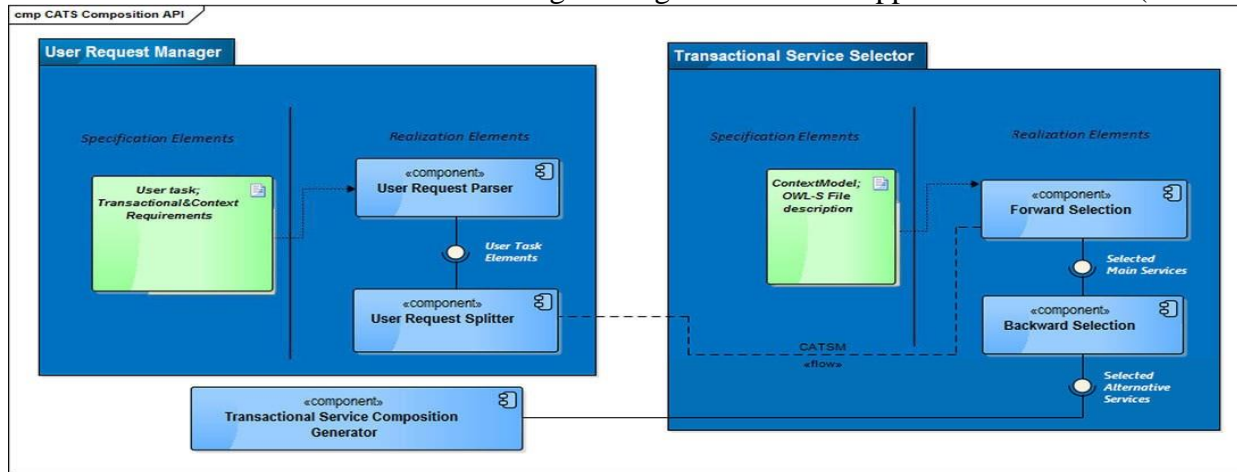 cmp CATS Composition API
User Request Manager
Specification Elements
Realization Elements
User task;
Transactional&Context
Requirements
«component»
User Request Parser
User Task
Elements
«component»
User Request Splitter
Transactional Service Selector
Specification Elements
Realization Elements
ContextModel;
OWL-S File
description
«component»
Forward Selection
Selected
Main Services
«component»
Backward Selection
CATSM
«flow»
Selected
Alternative
Services
«component»
Transactional Service Composition
Generator